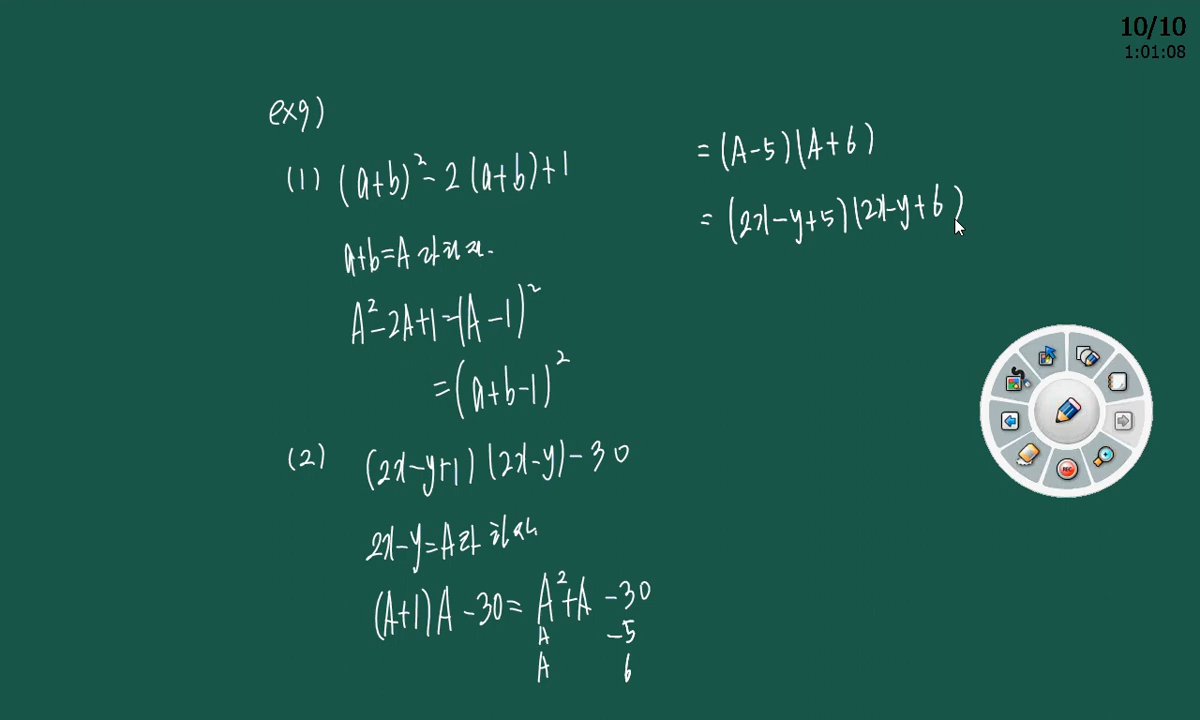 10/10
1:01:08
ex9)
(1) (a+b)² - 2(a+b)+1
a+b=A라 하자.
A²-2A+1=(A-1)²
=(a+b-1)²
(2) (2x-y+1)(2x-y)-30
2x-y=A라 하자
(A+1)A-30=A²+A-30
A -5
A 6
=(A-5)(A+6)
=(2x-y+5)(2x-y+6)
REC